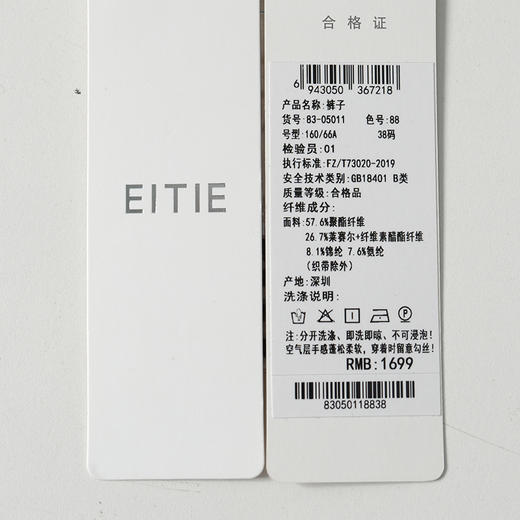 EITIE
合格证
6 943050 367218
产品名称:裤子
货号:83-05011 色号:88
号型:160/66A 38码
检验员:01
执行标准:FZ/T73020-2019
安全技术类别:GB18401 B类
质量等级:合格品
纤维成分:
面料:57.6%聚酯纤维
26.7%莱赛尔+纤维素醋酯纤维
8.1%锦纶 7.6%氨纶
(织带除外)
产地:深圳
洗涤说明:
注:分开洗涤、即洗即晾、不可浸泡!
空气层手感蓬松柔软,穿着时留意勾丝!
RMB:1699
83050118838